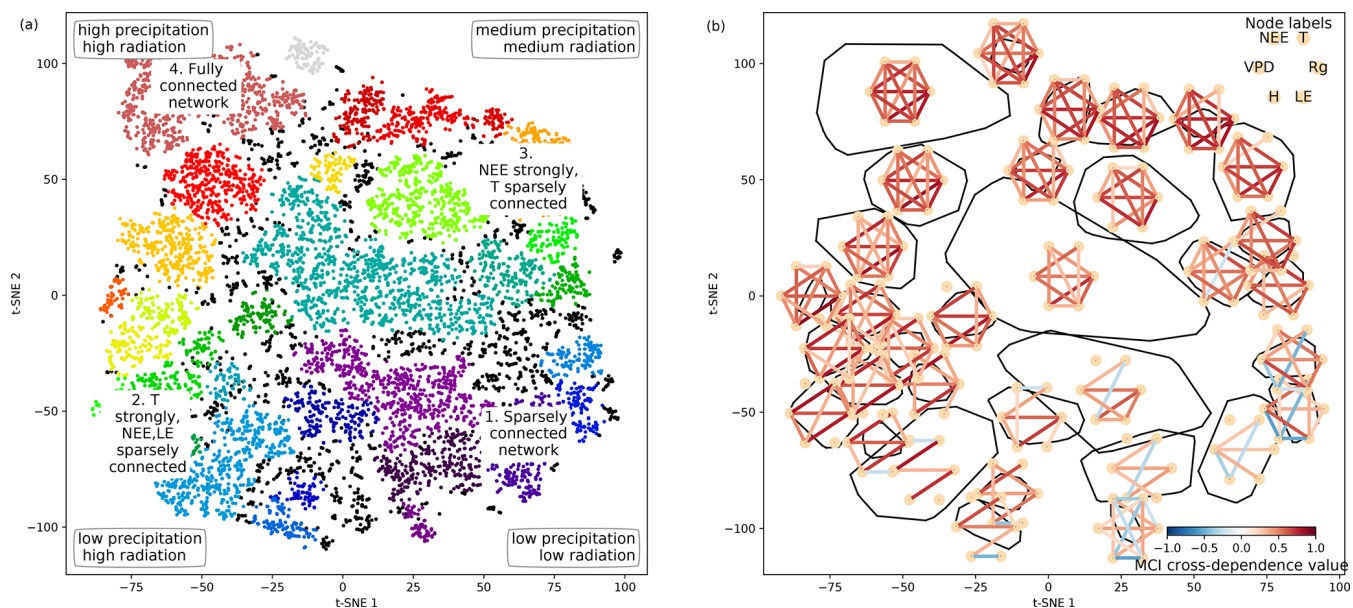 (a)
high precipitation
high radiation
medium precipitation
medium radiation
4. Fully
connected
network
3.
NEE strongly,
T sparsely
connected
2. T
strongly,
NEE,LE
sparsely
connected
1. Sparsely
connected
network
low precipitation
high radiation
low precipitation
low radiation
100
50
0
−50
−100
t-SNE 2
−75
−50
−25
0
25
50
75
100
t-SNE 1
(b)
Node labels
NEE T
VPD Rg
H LE
100
50
0
−50
−100
t-SNE 2
−1.0 −0.5 0.0 0.5 1.0
MCI cross-dependence value
−75
−50
−25
0
25
50
75
100
t-SNE 1